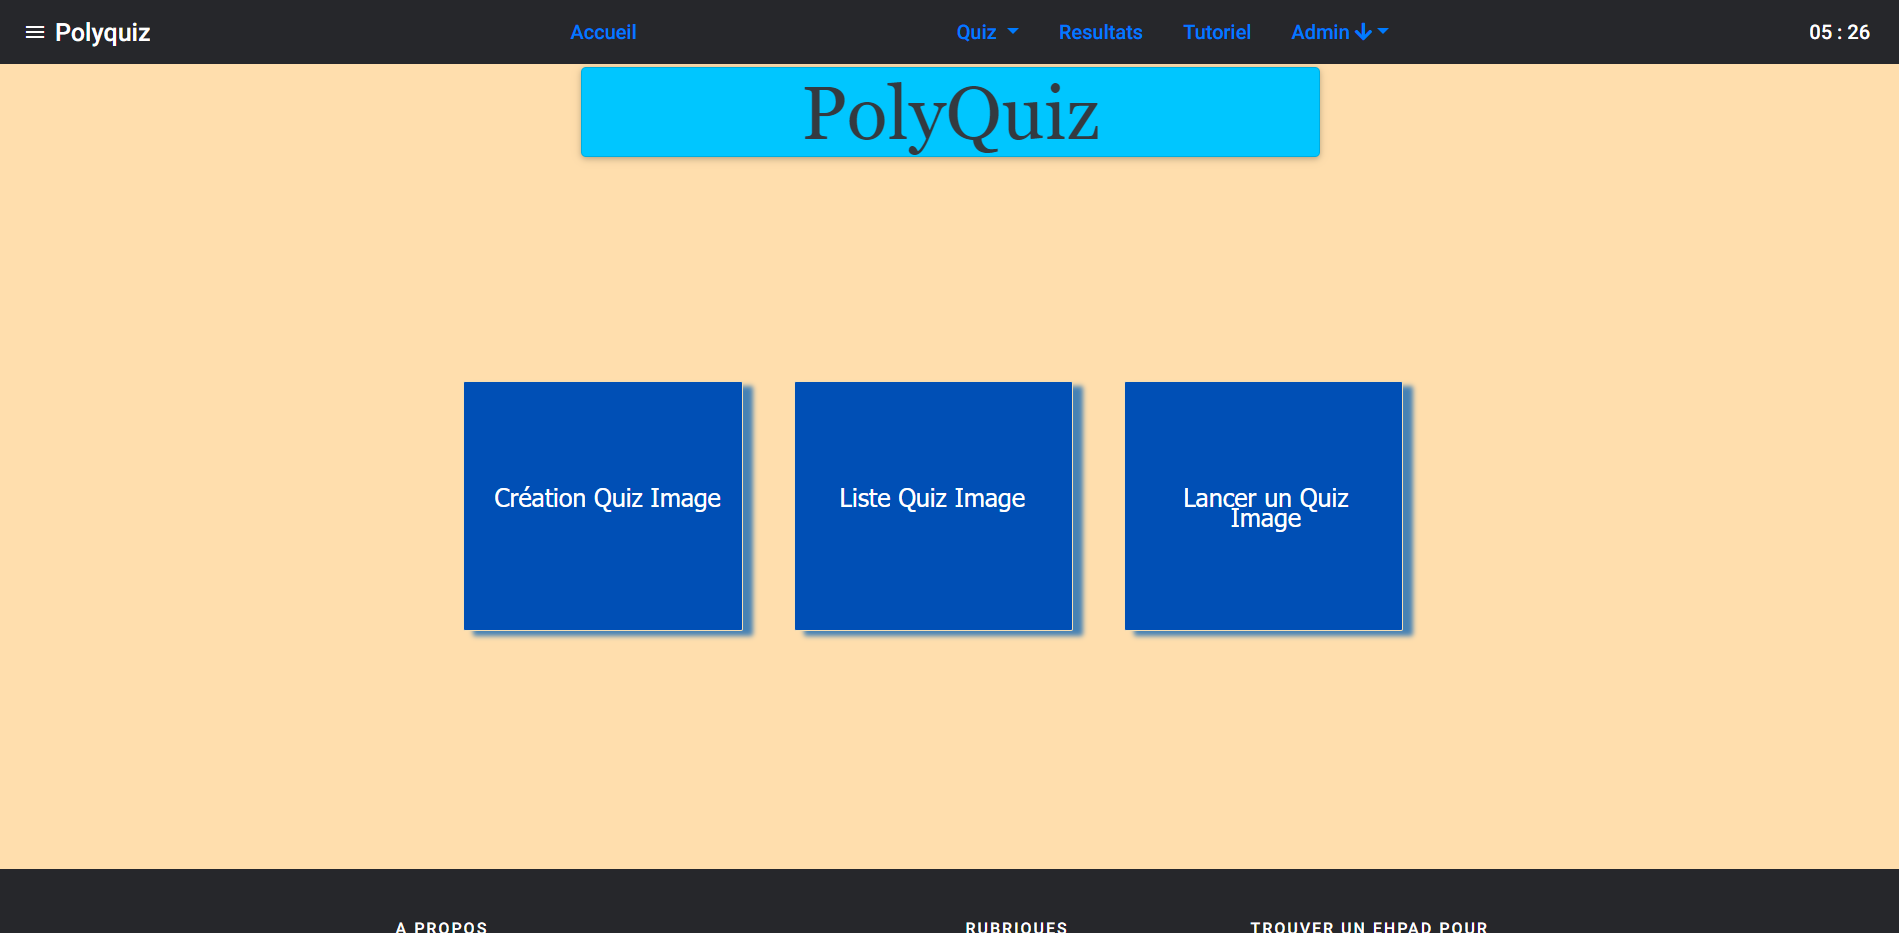 Polyquiz
Accueil
Quiz
Resultats
Tutoriel
Admin
05 : 26
PolyQuiz
Création Quiz Image
Liste Quiz Image
Lancer un Quiz
Image
A PROPOS
RUBRIQUES
TROUVER UN EHPAD POUR